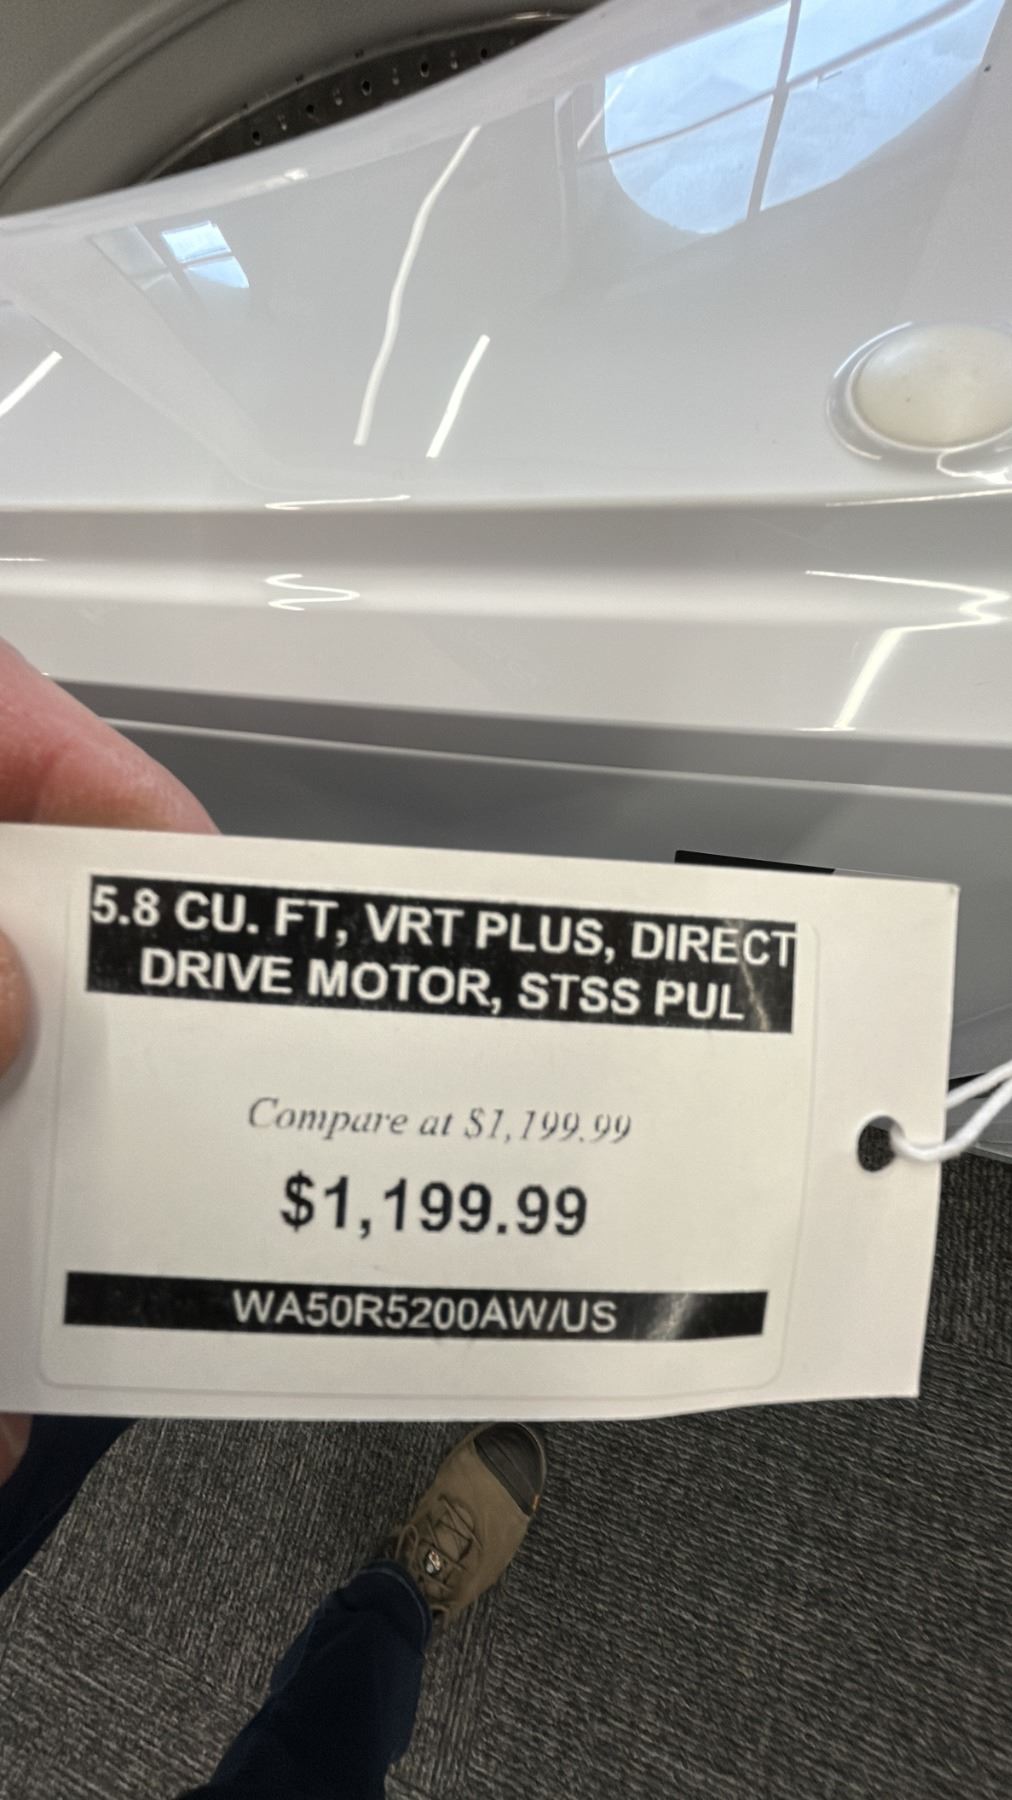 5.8 CU. FT, VRT PLUS, DIRECT
DRIVE MOTOR, STSS PUL
Compare at $1,199.99
$1,199.99
WA50R5200AW/US